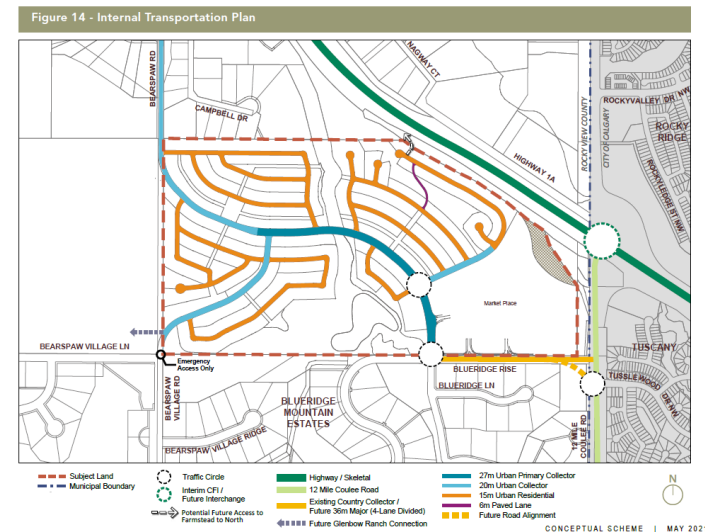 Figure 14 - Internal Transportation Plan
BEARSPAW RD
NAGWAY CT
CAMPBELL DR
HIGHWAY 1A
ROCKY VIEW COUNTY
CITY OF CALGARY
ROCKYVALLEY DR NW
ROCKY
RIDGE
ROCKYLEDGE ST NW
Market Place
BEARSPAW VILLAGE LN
Emergency
Access Only
BEARSPAW
VILLAGE RD
BLUERIDGE RISE
BLUERIDGE LN
TUSCANY
TUSSLEWOOD DR NW
BLUERIDGE
MOUNTAIN
ESTATES
BEARSPAW VILLAGE RIDGE
12 MILE
COULEE RD
Subject Land
Municipal Boundary
Traffic Circle
Interim CFI /
Future Interchange
Potential Future Access to
Farmstead to North
Highway / Skeletal
12 Mile Coulee Road
Existing Country Collector /
Future 36m Major (4-Lane Divided)
Future Glenbow Ranch Connection
27m Urban Primary Collector
20m Urban Collector
15m Urban Residential
6m Paved Lane
Future Road Alignment
N
CONCEPTUAL SCHEME | MAY 202